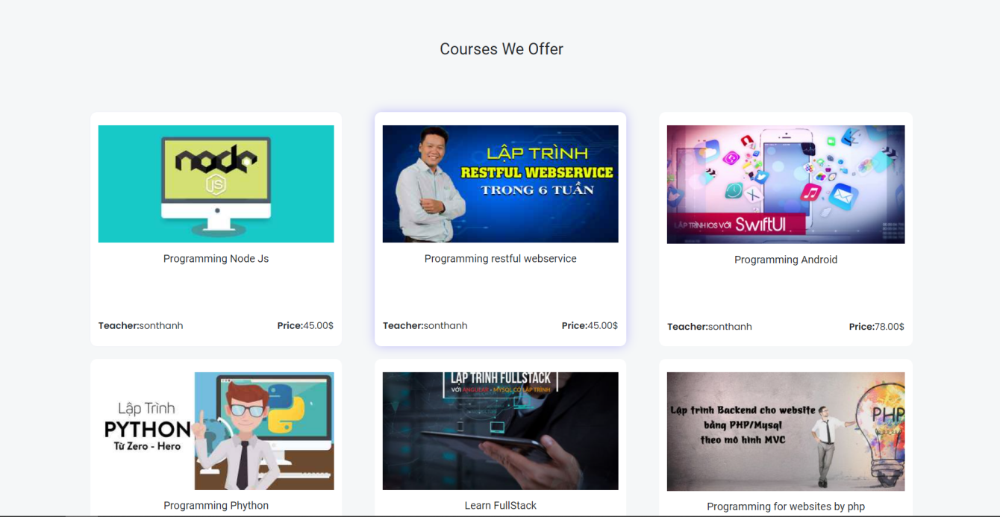 Courses We Offer
node
JS
LẬP TRÌNH
RESTFUL WEBSERVICE
TRONG 6 TUẦN
LẬP TRÌNH IOS VỚI SwiftUI
Programming Node Js
Programming restful webservice
Programming Android
Teacher:sonthanh Price:45.00$
Teacher:sonthanh Price:45.00$
Teacher:sonthanh Price:78.00$
Lập Trình
PYTHON
Từ Zero - Hero
LẬP TRÌNH FULLSTACK
VỚI ANGULAR - MYSQL CÓ LẬP TRÌNH
Lập trình Backend cho website
bằng PHP/Mysql
theo mô hình MVC
PHP
Programming Phython
Learn FullStack
Programming for websites by php